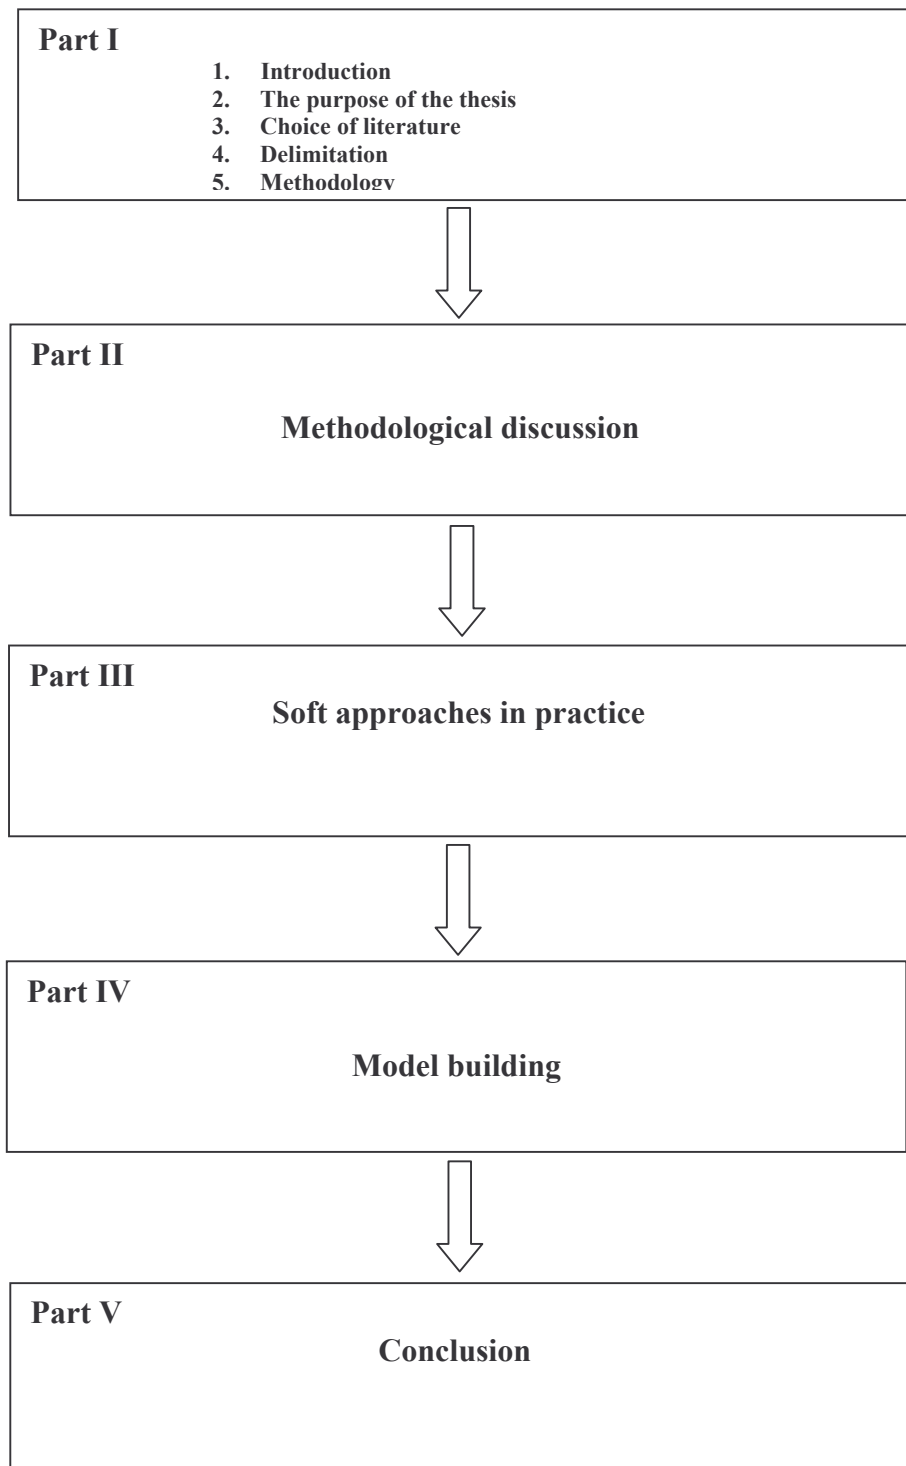 Part I
1. Introduction
2. The purpose of the thesis
3. Choice of literature
4. Delimitation
5. Methodology
Part II
Methodological discussion
Part III
Soft approaches in practice
Part IV
Model building
Part V
Conclusion